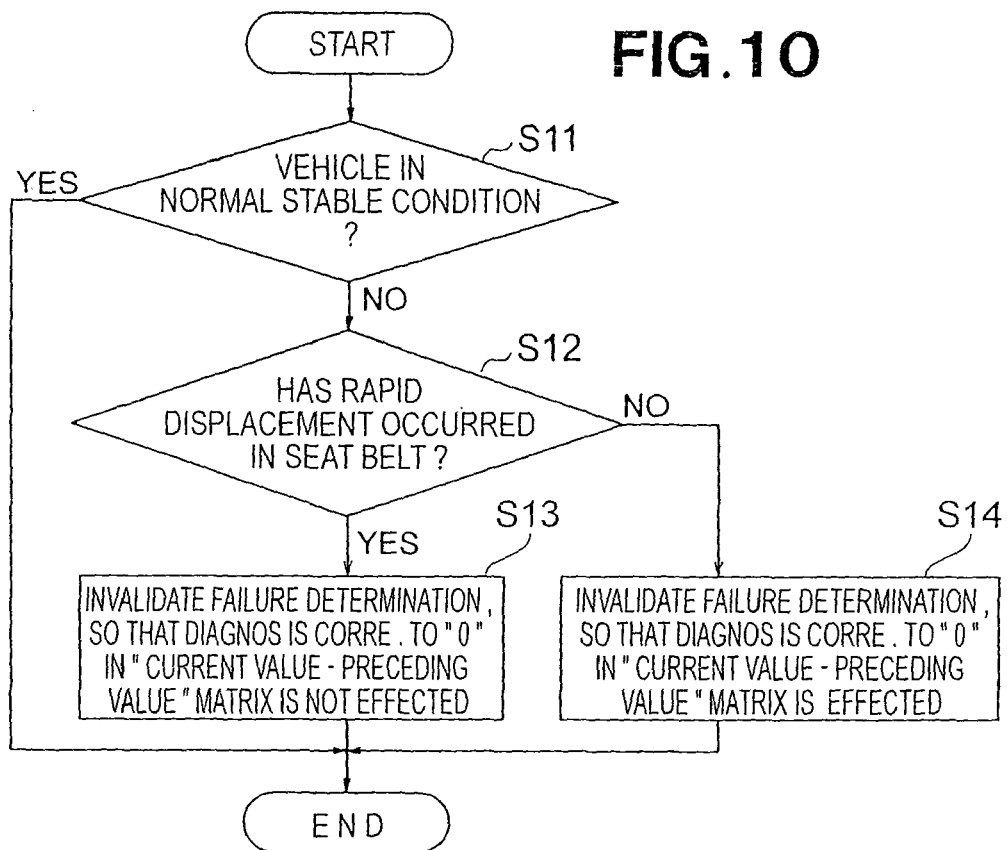 START
FIG.10
S11
VEHICLE IN
NORMAL STABLE CONDITION
?
YES
NO
S12
HAS RAPID
DISPLACEMENT OCCURRED
IN SEAT BELT ?
NO
YES
S13
INVALIDATE FAILURE DETERMINATION,
SO THAT DIAGNOS IS CORRE . TO " 0 "
IN " CURRENT VALUE - PRECEDING
VALUE " MATRIX IS NOT EFFECTED
S14
INVALIDATE FAILURE DETERMINATION,
SO THAT DIAGNOS IS CORRE . TO " 0 "
IN " CURRENT VALUE - PRECEDING
VALUE " MATRIX IS EFFECTED
END